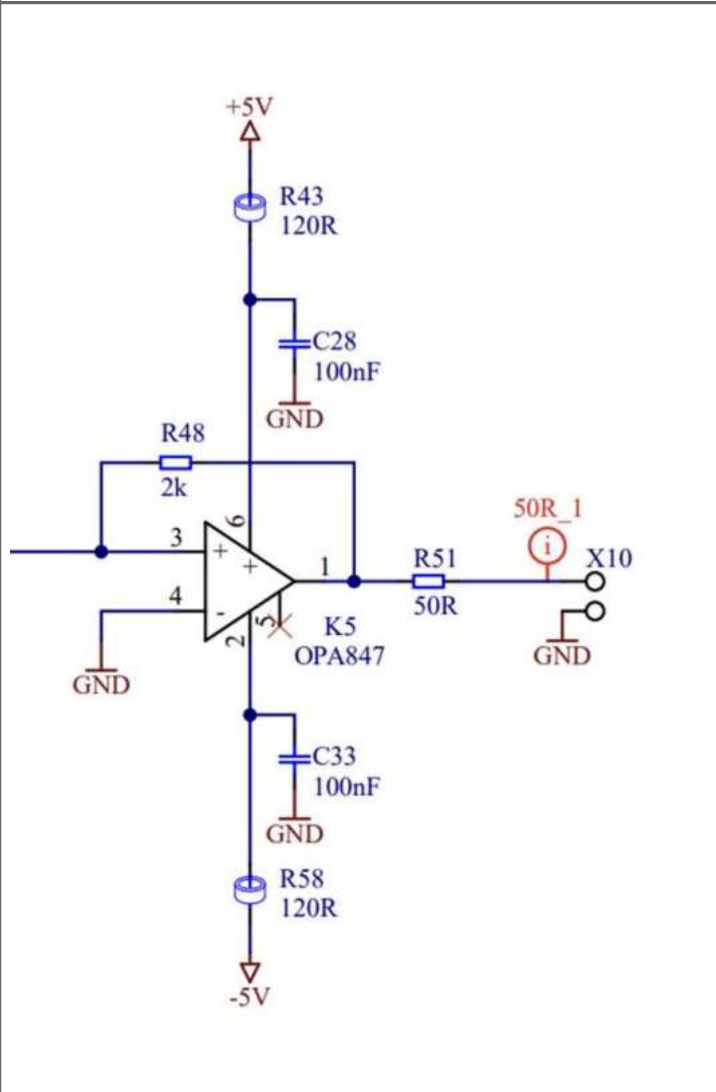 +5V
R43
120R
C28
100nF
GND
R48
2k
6
3
+
+
1
4
-
5
2
K5
OPA847
GND
R51
50R
50R_1
i
X10
GND
C33
100nF
GND
R58
120R
-5V